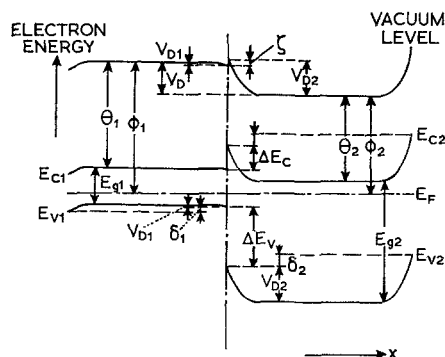 ELECTRON
ENERGY
VACUUM
LEVEL
V_D1
ζ
V_D
V_D2
θ_1
ϕ_1
θ_2
ϕ_2
E_C2
ΔE_C
E_C1
E_g1
E_F
E_V1
V_D1
δ_1
ΔE_V
δ_2
E_g2
E_V2
V_D2
x